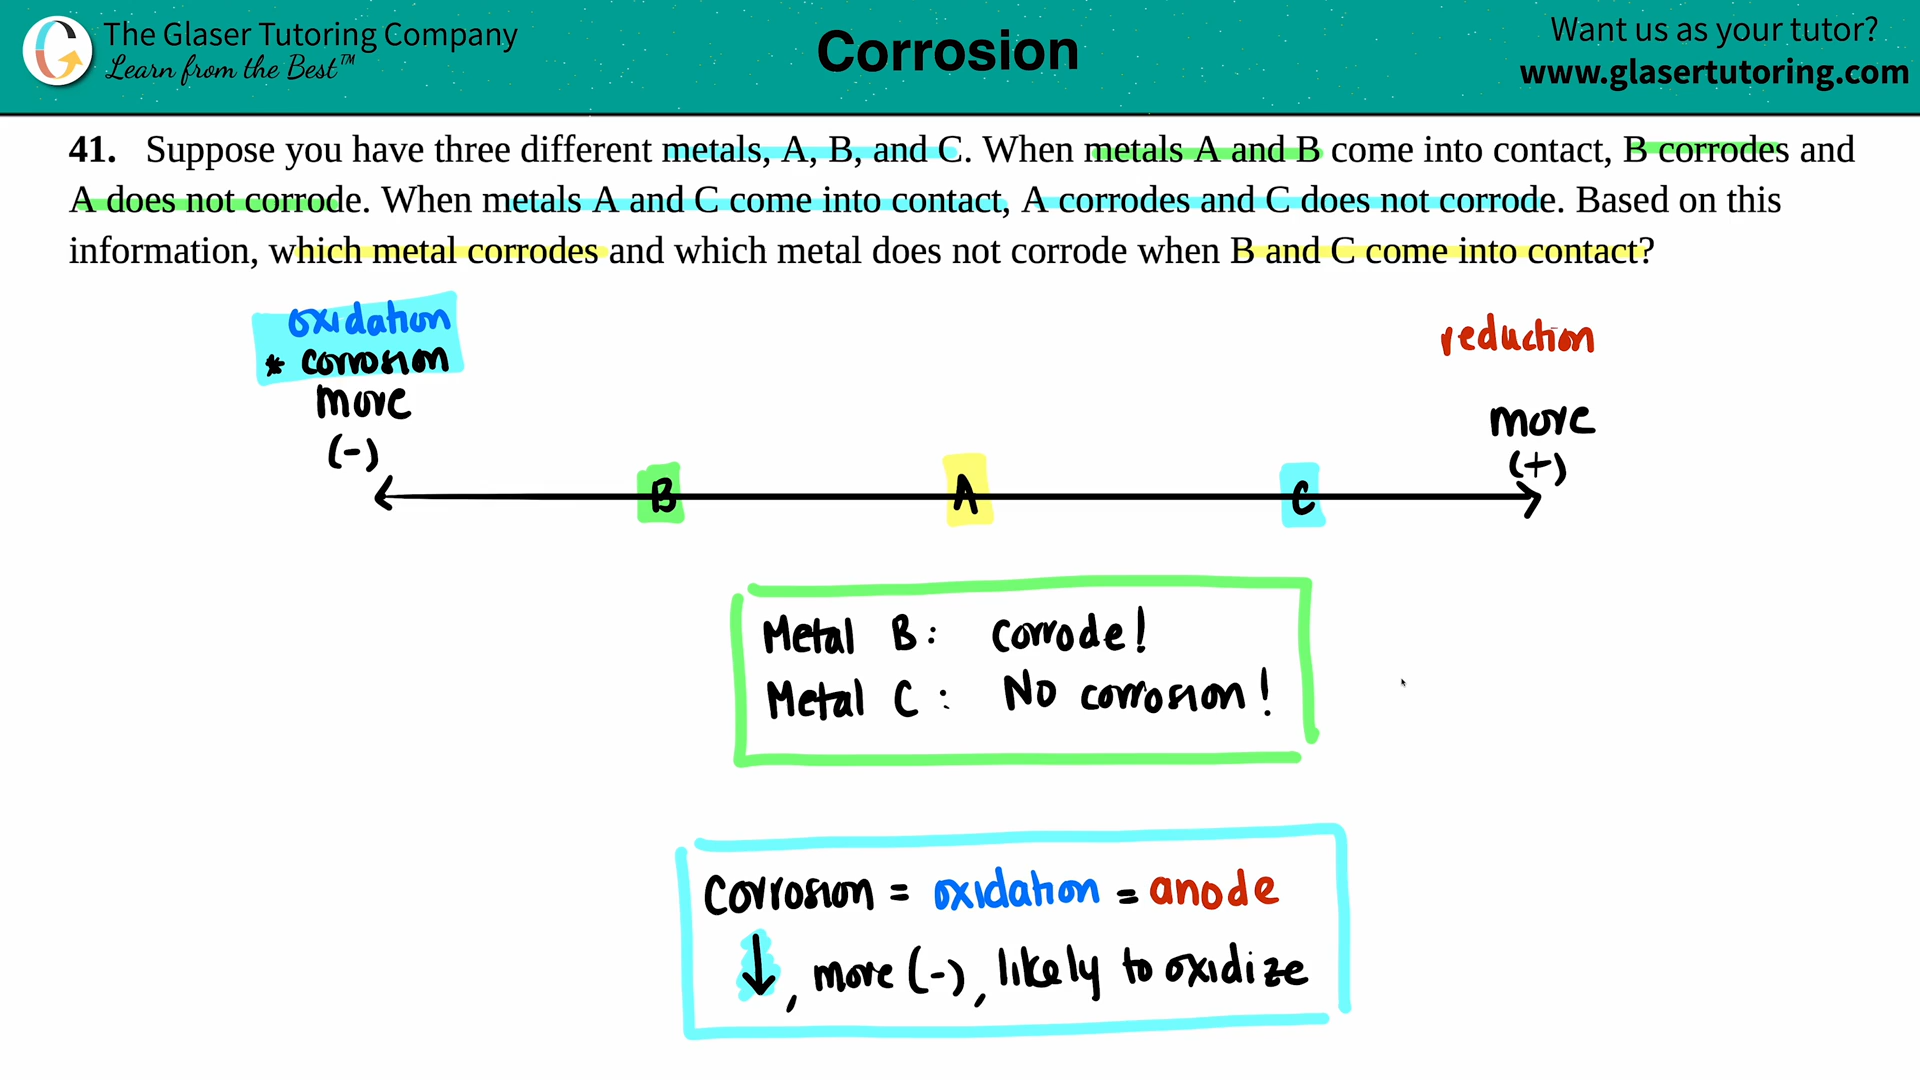 The Glaser Tutoring Company
Learn from the Best™
Corrosion
Want us as your tutor?
www.glasertutoring.com
41. Suppose you have three different metals, A, B, and C. When metals A and B come into contact, B corrodes and
A does not corrode. When metals A and C come into contact, A corrodes and C does not corrode. Based on this
information, which metal corrodes and which metal does not corrode when B and C come into contact?
oxidation
* corrosion
more
(-)
reduction
more
(+)
B A C
Metal B: corrode!
Metal C: No corrosion!
Corrosion = oxidation = anode
↓, more (-), likely to oxidize